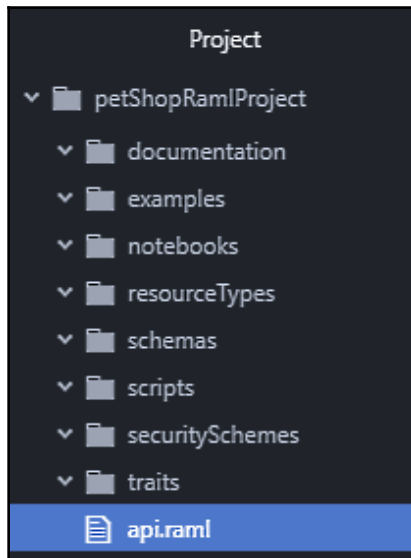 Project
petShopRamlProject
documentation
examples
notebooks
resourceTypes
schemas
scripts
securitySchemes
traits
api.raml